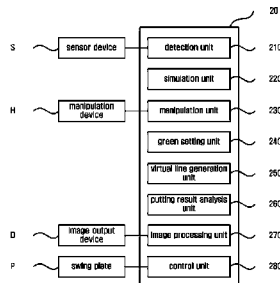 20
S sensor device detection unit 210
simulation unit 220
H manipulation device manipulation unit 230
green setting unit 240
virtual line generation unit 250
putting result analysis unit 260
D image output device image processing unit 270
P swing plate control unit 280